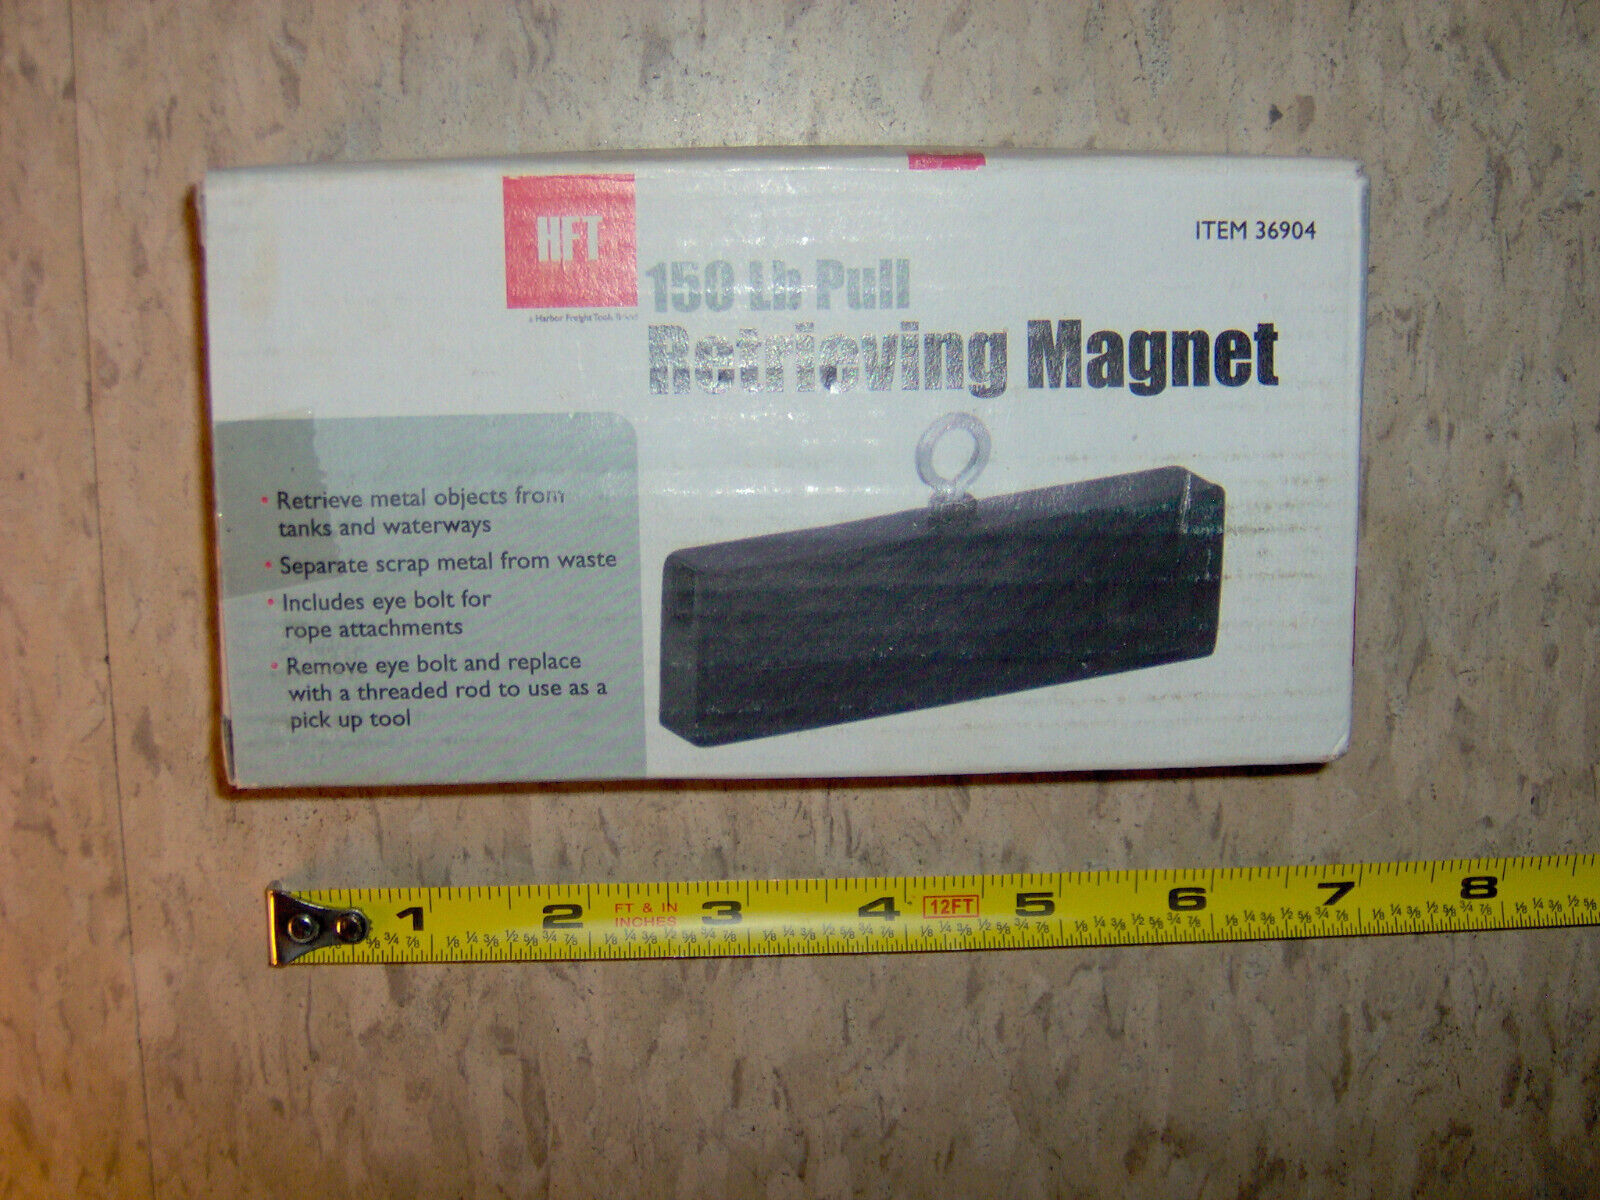 HFT
a Harbor Freight Tools Brand
ITEM 36904
150 Lb Pull
Retrieving Magnet
• Retrieve metal objects from
tanks and waterways
• Separate scrap metal from waste
• Includes eye bolt for
rope attachments
• Remove eye bolt and replace
with a threaded rod to use as a
pick up tool
1 2 FT & IN 3 4 12FT 5 6 7 8
INCHES